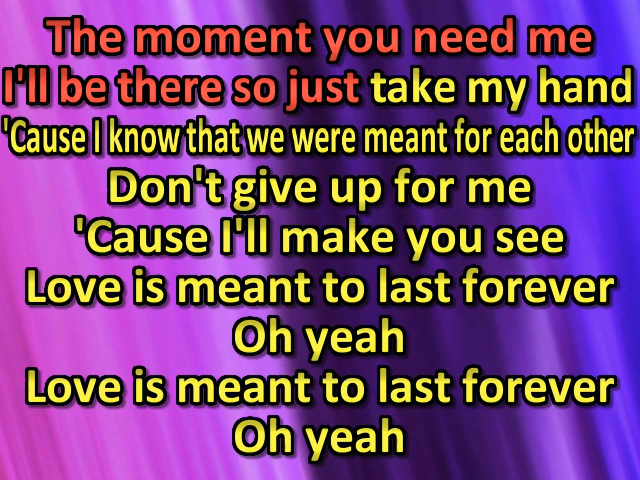 The moment you need me
I'll be there so just take my hand
'Cause I know that we were meant for each other
Don't give up for me
'Cause I'll make you see
Love is meant to last forever
Oh yeah
Love is meant to last forever
Oh yeah